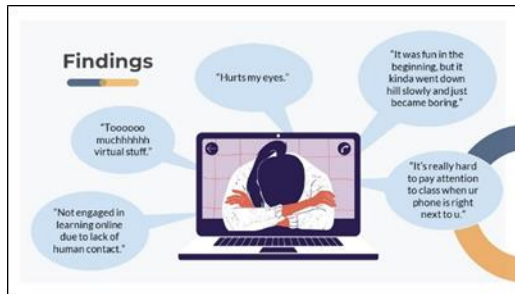 Findings
"Hurts my eyes."
"It was fun in the
beginning, but it
kinda went down
hill slowly and just
became boring."
"Toooooo
muchhhhhh
virtual stuff."
"It's really hard
to pay attention
to class when ur
phone is right
next to u."
"Not engaged in
learning online
due to lack of
human contact."